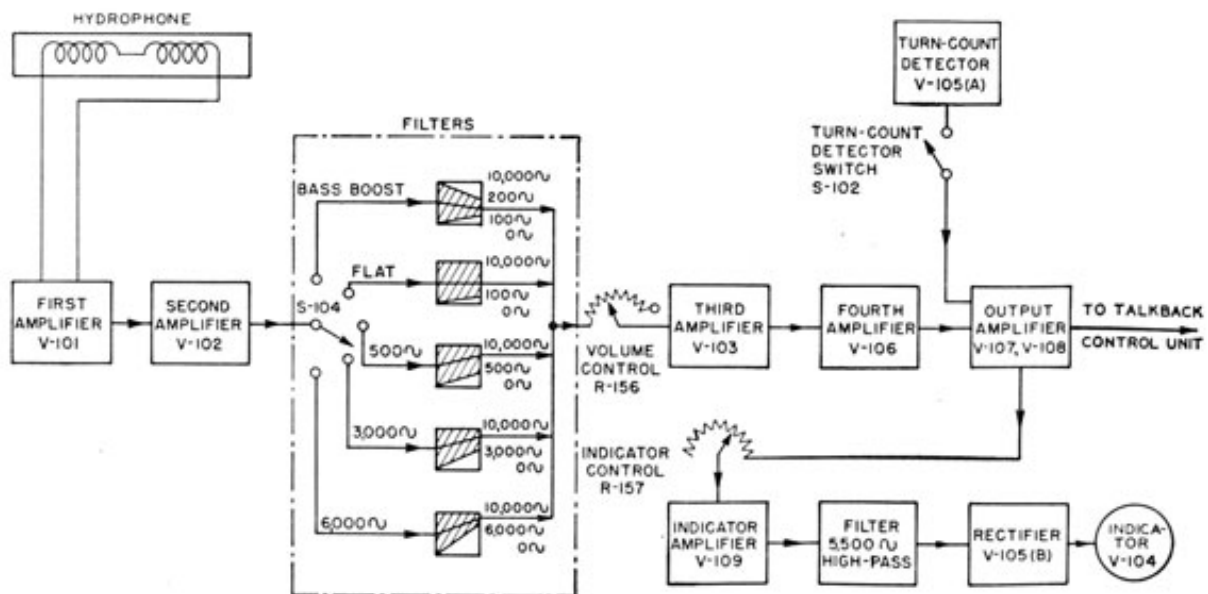 HYDROPHONE
TURN-COUNT
DETECTOR
V-105(A)
FILTERS
TURN-COUNT
DETECTOR
SWITCH
S-102
BASS BOOST
10,000∿
200∿
100∿
0∿
FLAT
10,000∿
100∿
0∿
S-104
500∿
10,000∿
500∿
0∿
3,000∿
10,000∿
3,000∿
0∿
6,000∿
10,000∿
6,000∿
0∿
FIRST
AMPLIFIER
V-101
SECOND
AMPLIFIER
V-102
VOLUME
CONTROL
R-156
THIRD
AMPLIFIER
V-103
FOURTH
AMPLIFIER
V-106
OUTPUT
AMPLIFIER
V-107, V-108
TO TALKBACK
CONTROL UNIT
INDICATOR
CONTROL
R-157
INDICATOR
AMPLIFIER
V-109
FILTER
5,500∿
HIGH-PASS
RECTIFIER
V-105(B)
INDICA-
TOR
V-104